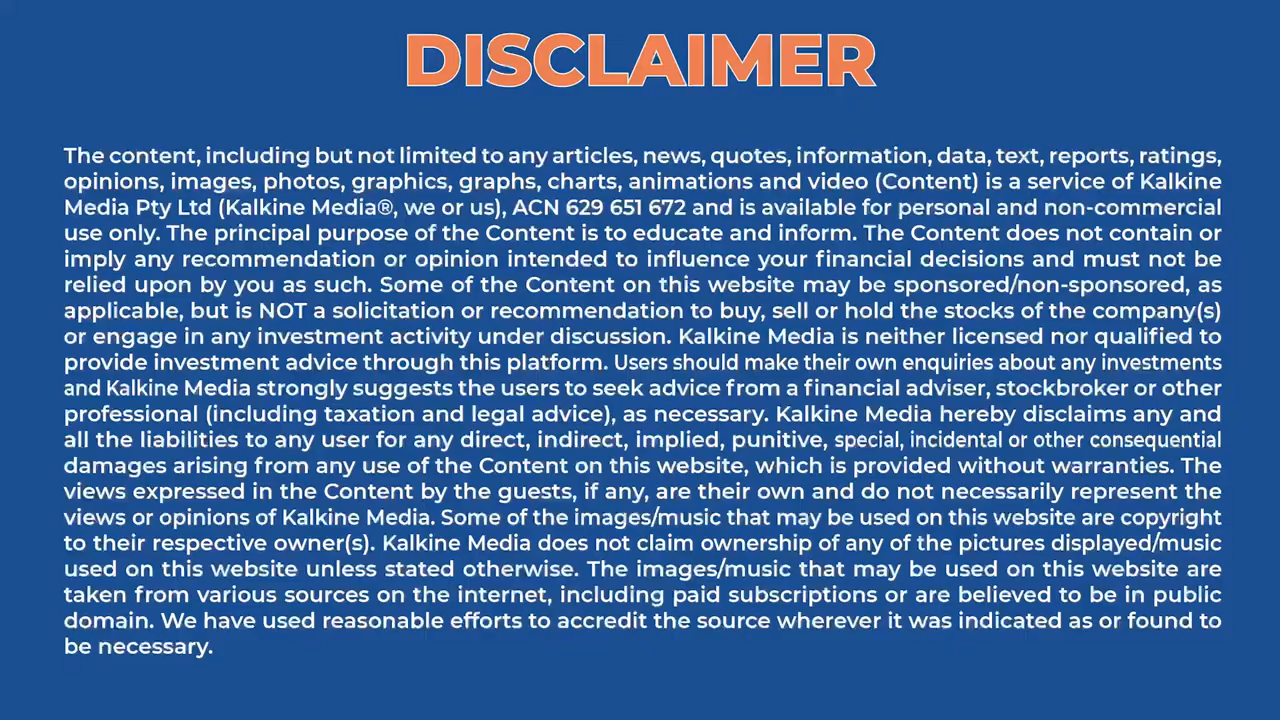 DISCLAIMER
The content, including but not limited to any articles, news, quotes, information, data, text, reports, ratings,
opinions, images, photos, graphics, graphs, charts, animations and video (Content) is a service of Kalkine
Media Pty Ltd (Kalkine Media®, we or us), ACN 629 651 672 and is available for personal and non-commercial
use only. The principal purpose of the Content is to educate and inform. The Content does not contain or
imply any recommendation or opinion intended to influence your financial decisions and must not be
relied upon by you as such. Some of the Content on this website may be sponsored/non-sponsored, as
applicable, but is NOT a solicitation or recommendation to buy, sell or hold the stocks of the company(s)
or engage in any investment activity under discussion. Kalkine Media is neither licensed nor qualified to
provide investment advice through this platform. Users should make their own enquiries about any investments
and Kalkine Media strongly suggests the users to seek advice from a financial adviser, stockbroker or other
professional (including taxation and legal advice), as necessary. Kalkine Media hereby disclaims any and
all the liabilities to any user for any direct, indirect, implied, punitive, special, incidental or other consequential
damages arising from any use of the Content on this website, which is provided without warranties. The
views expressed in the Content by the guests, if any, are their own and do not necessarily represent the
views or opinions of Kalkine Media. Some of the images/music that may be used on this website are copyright
to their respective owner(s). Kalkine Media does not claim ownership of any of the pictures displayed/music
used on this website unless stated otherwise. The images/music that may be used on this website are
taken from various sources on the internet, including paid subscriptions or are believed to be in public
domain. We have used reasonable efforts to accredit the source wherever it was indicated as or found to
be necessary.